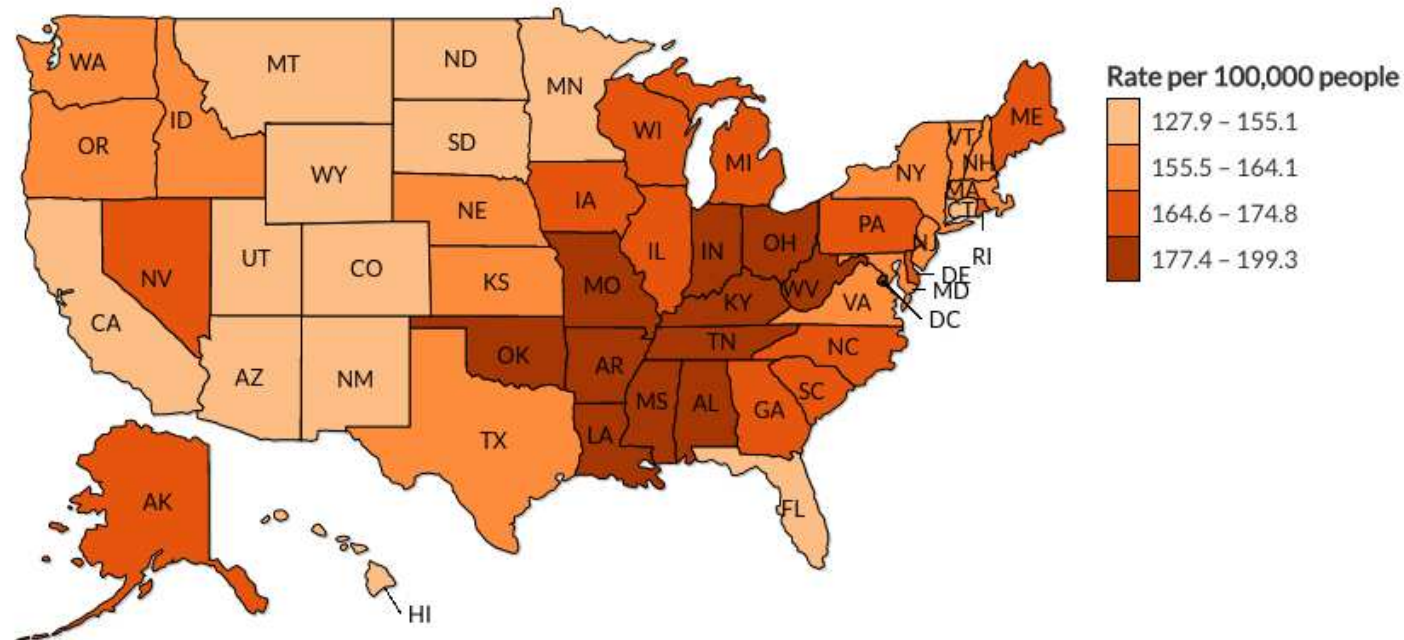 Rate per 100,000 people
127.9 – 155.1
155.5 – 164.1
164.6 – 174.8
177.4 – 199.3
WA
MT
ND
MN
ID
OR
SD
WI
MI
ME
VT
NH
NY
WY
MA
CT
NE
IA
PA
NJ
RI
NV
UT
CO
IL
IN
OH
DE
MD
DC
KS
MO
WV
VA
KY
CA
AZ
NM
OK
AR
TN
NC
SC
MS
AL
GA
TX
LA
FL
AK
HI